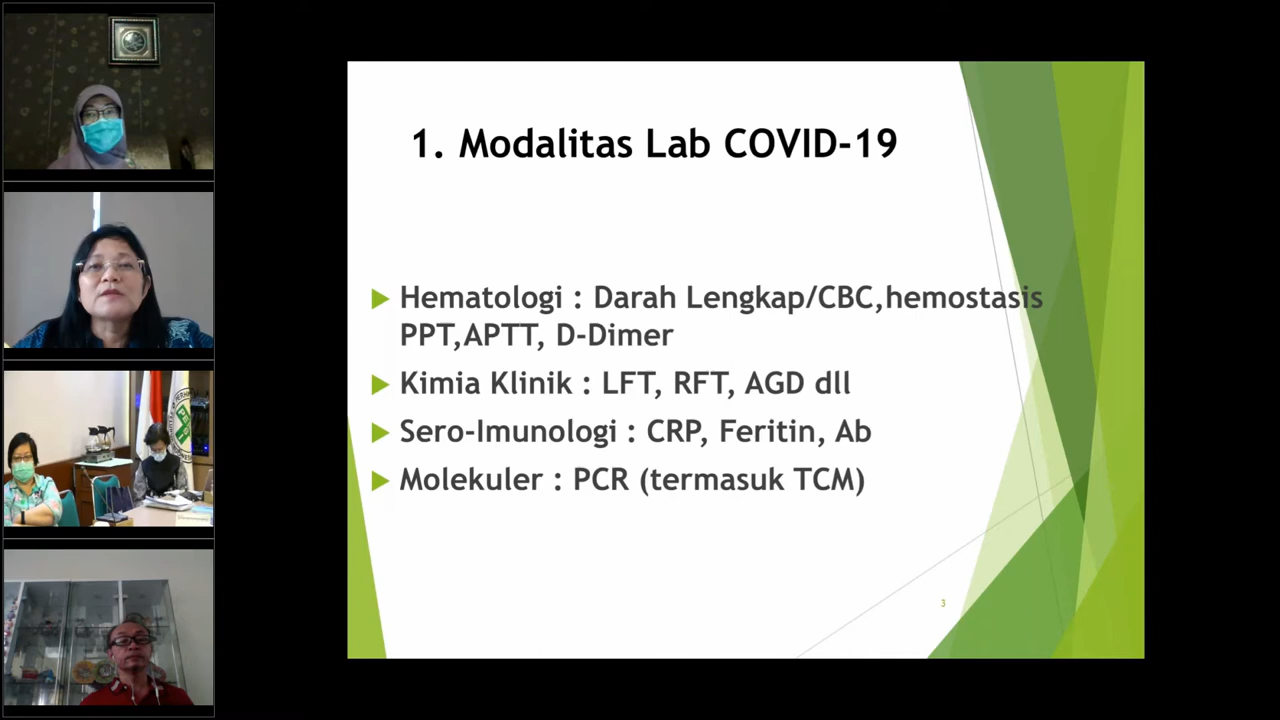 1. Modalitas Lab COVID-19
Hematologi : Darah Lengkap/CBC,hemostasis
PPT,APTT, D-Dimer
Kimia Klinik : LFT, RFT, AGD dll
Sero-Imunologi : CRP, Feritin, Ab
Molekuler : PCR (termasuk TCM)
3